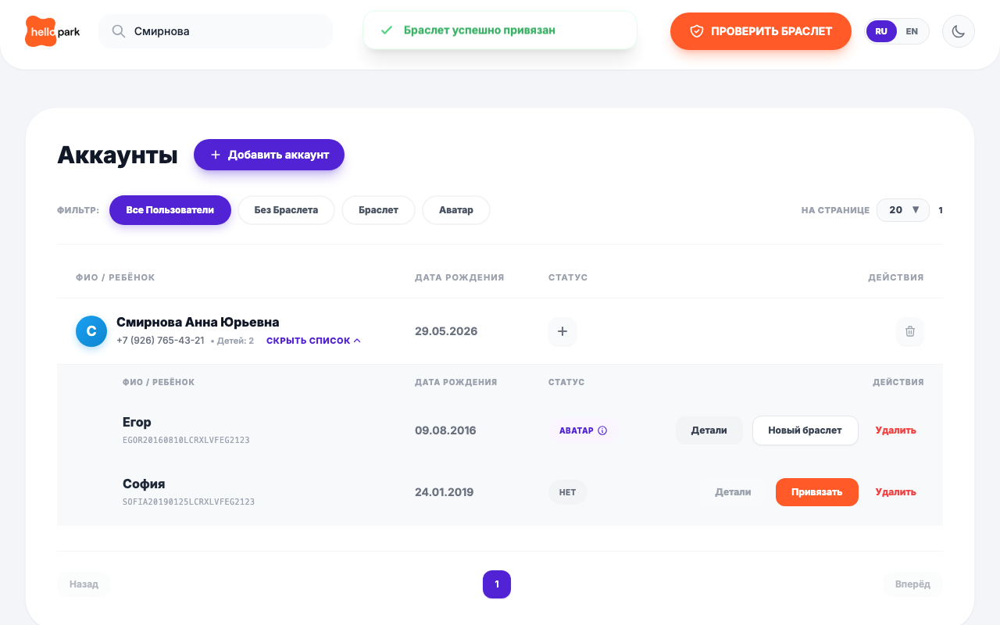 hello park
Смирнова
Браслет успешно привязан
ПРОВЕРИТЬ БРАСЛЕТ
RU EN
Аккаунты
+ Добавить аккаунт
ФИЛЬТР: Все Пользователи Без Браслета Браслет Аватар
НА СТРАНИЦЕ 20 ▼ 1
ФИО / РЕБЁНОК ДАТА РОЖДЕНИЯ СТАТУС ДЕЙСТВИЯ
С
Смирнова Анна Юрьевна
+7 (926) 765-43-21 • Детей: 2 СКРЫТЬ СПИСОК
29.05.2026 +
ФИО / РЕБЁНОК ДАТА РОЖДЕНИЯ СТАТУС ДЕЙСТВИЯ
Егор
EGOR20160810LCRXLVFEG2123
09.08.2016 АВАТАР Детали Новый браслет Удалить
София
SOFIA20190125LCRXLVFEG2123
24.01.2019 НЕТ Детали Привязать Удалить
Назад 1 Вперёд